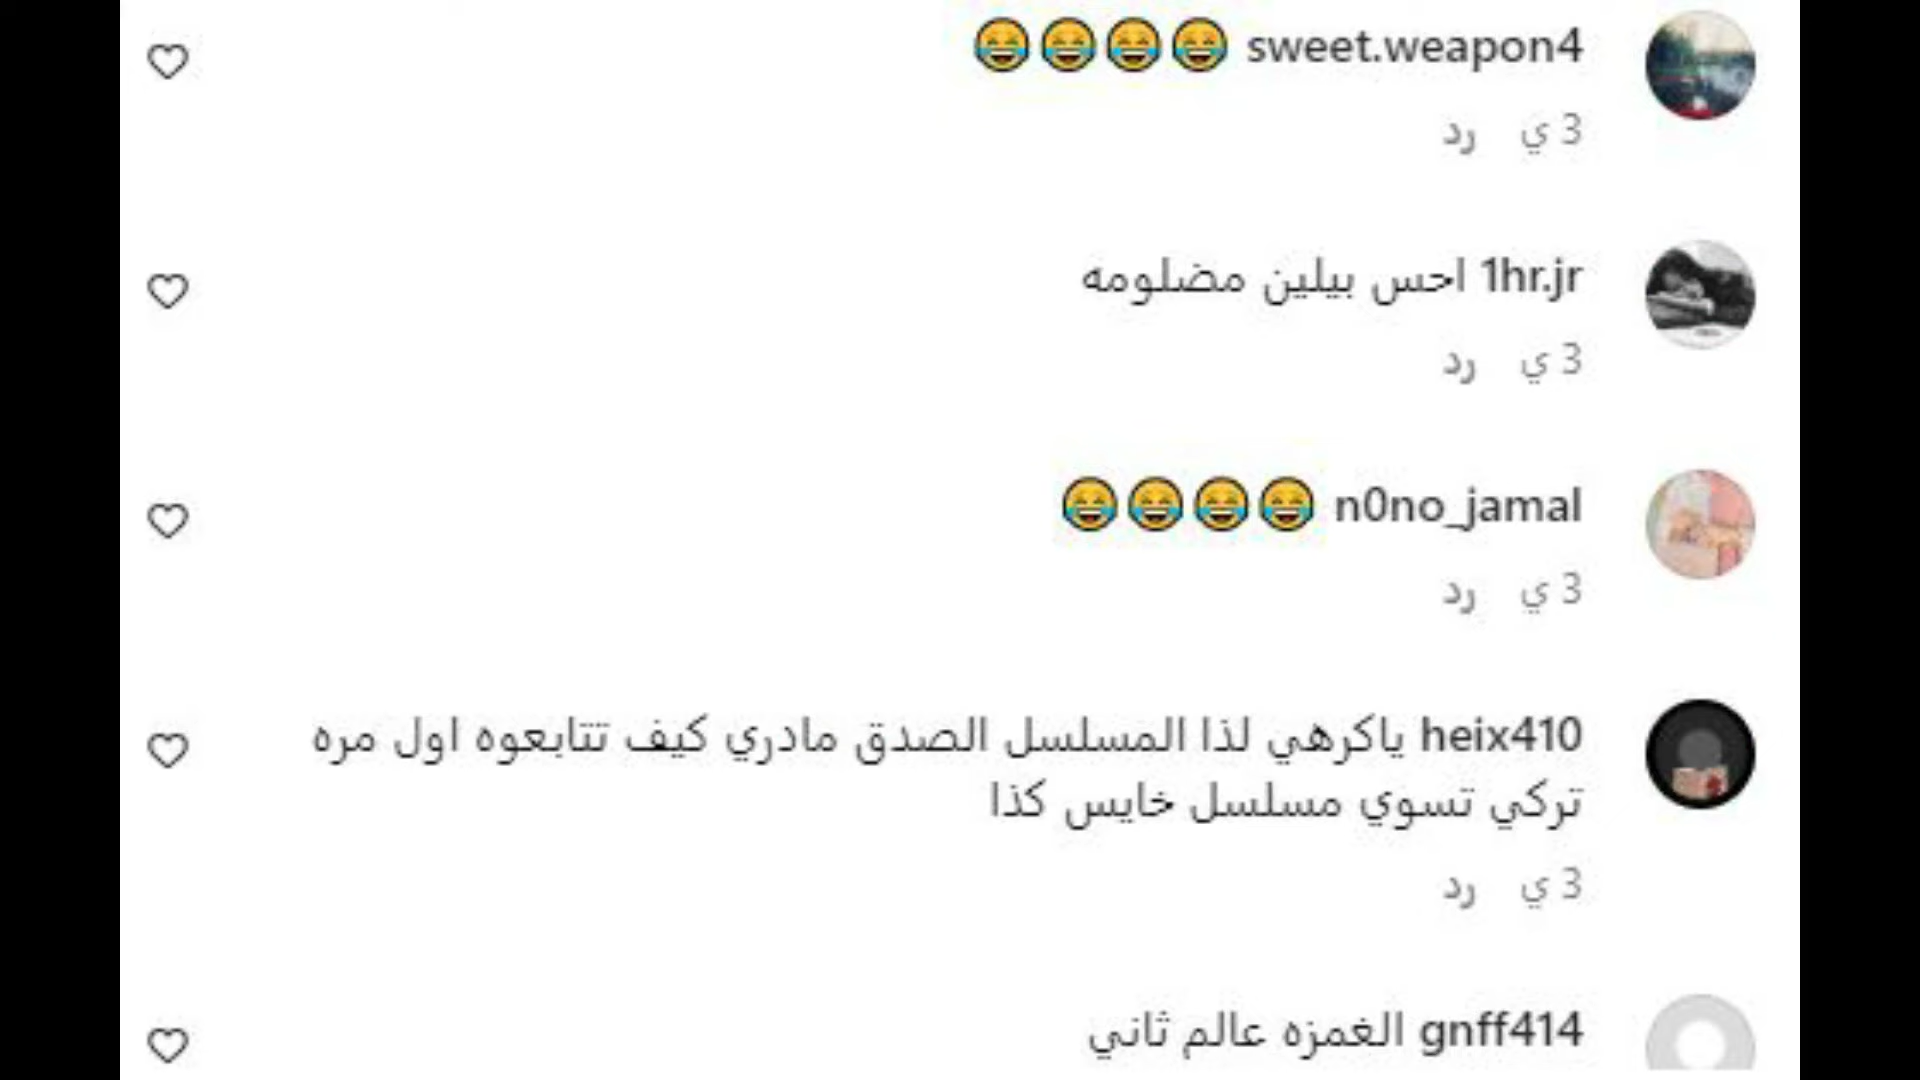 sweet.weapon4 😂😂😂😂
3 ي رد
1hr.jr احس بيلين مضلومه
3 ي رد
n0no_jamal 😂😂😂😂
3 ي رد
heix410 ياكرهي لذا المسلسل الصدق مادري كيف تتابعوه اول مره
تركي تسوي مسلسل خايس كذا
3 ي رد
gnff414 الغمزه عالم ثاني